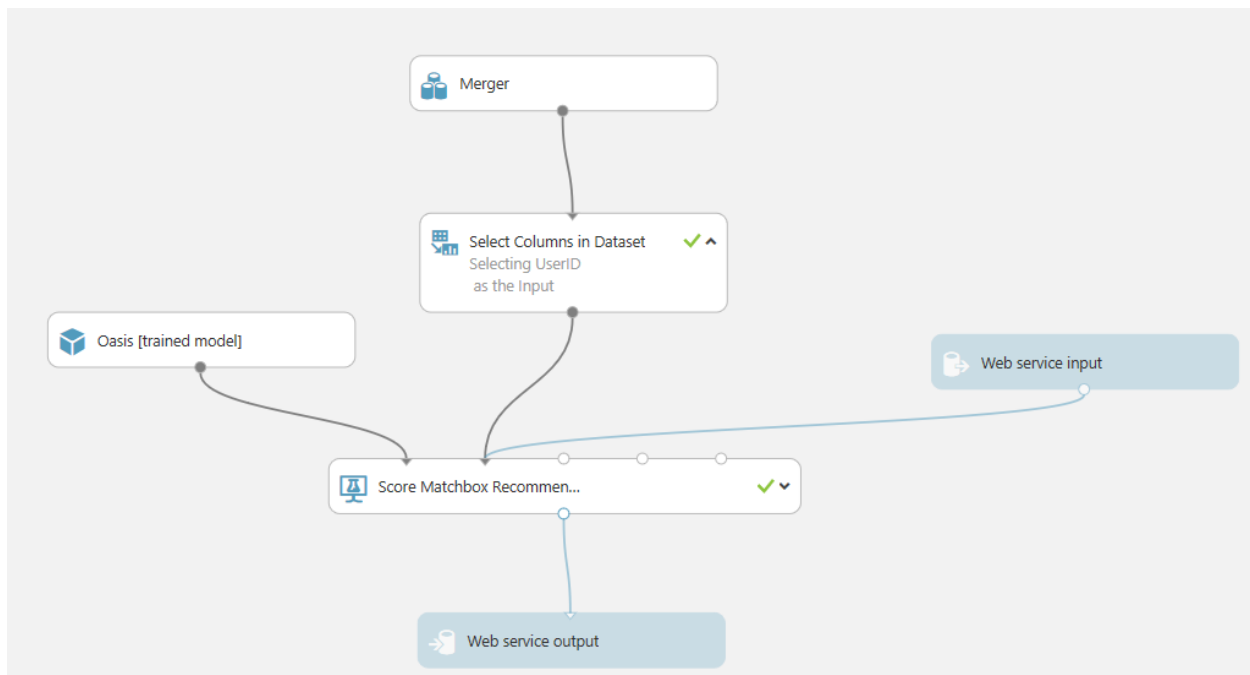 Merger
Select Columns in Dataset
Selecting UserID
as the Input
Oasis [trained model]
Web service input
Score Matchbox Recommen...
Web service output